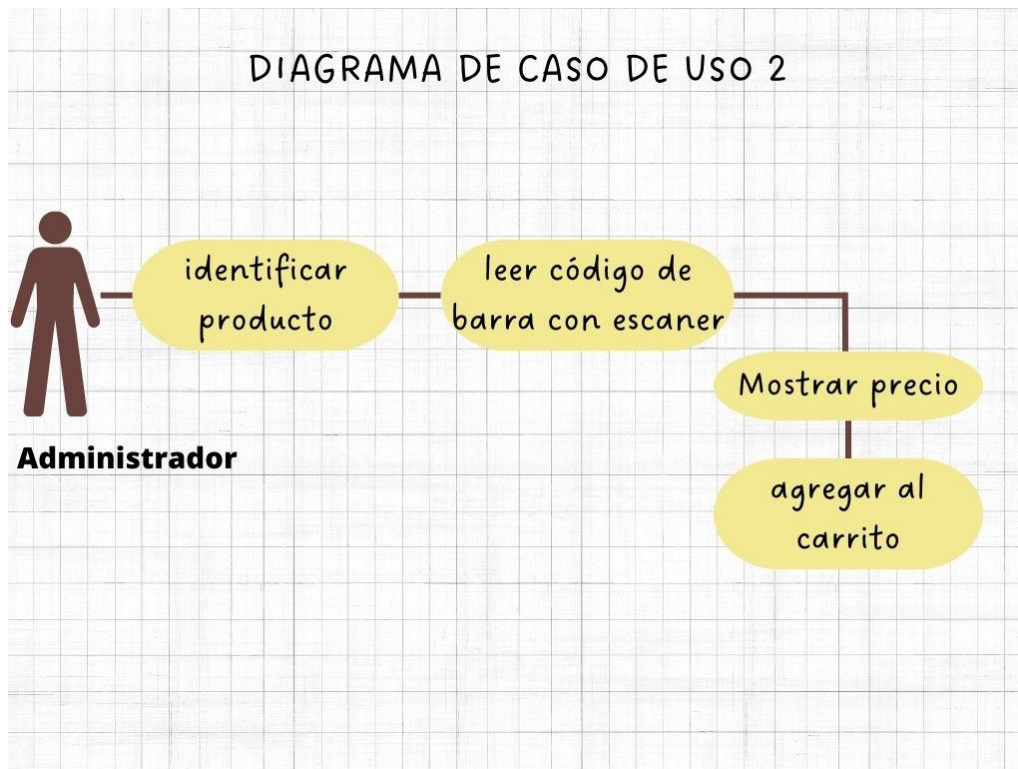 DIAGRAMA DE CASO DE USO 2
identificar
producto
leer código de
barra con escaner
Mostrar precio
Administrador
agregar al
carrito